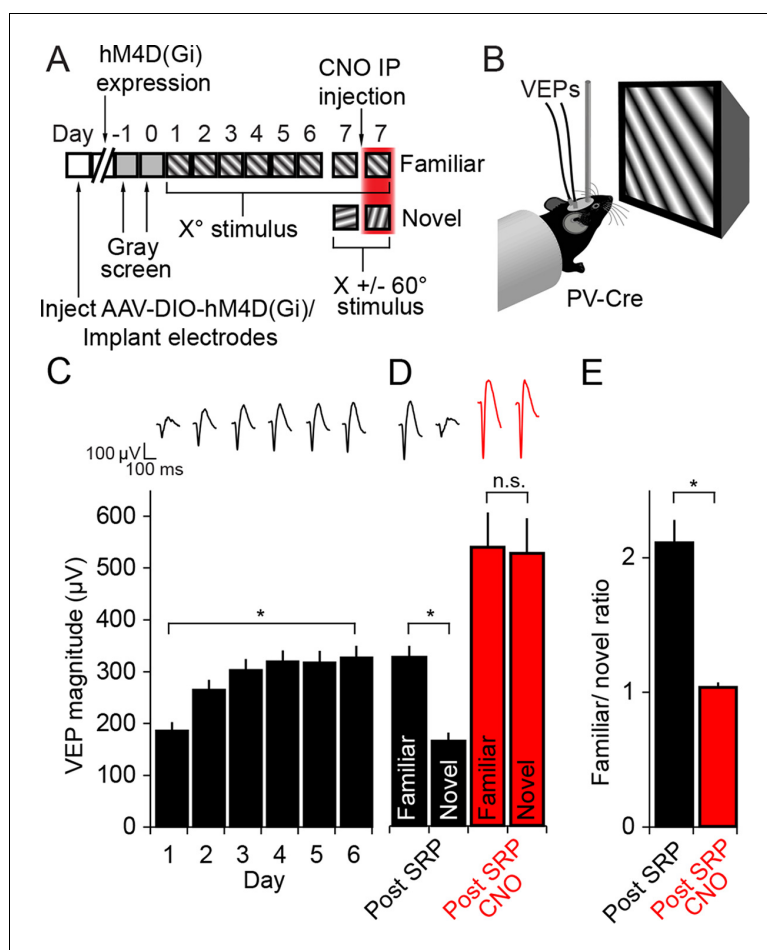 A
hM4D(Gi)
expression
CNO IP
injection
Day -1 0 1 2 3 4 5 6 7 7
Familiar
Novel
X° stimulus
Gray
screen
X +/- 60°
stimulus
Inject AAV-DIO-hM4D(Gi)/
Implant electrodes
B
VEPs
PV-Cre
C
100 µV
100 ms
VEP magnitude (µV)
600
500
400
300
200
100
0
*
1 2 3 4 5 6
Day
D
n.s.
*
Familiar
Novel
Familiar
Novel
Post SRP
Post SRP
CNO
E
*
Familiar/ novel ratio
2
1
0
Post SRP
Post SRP
CNO